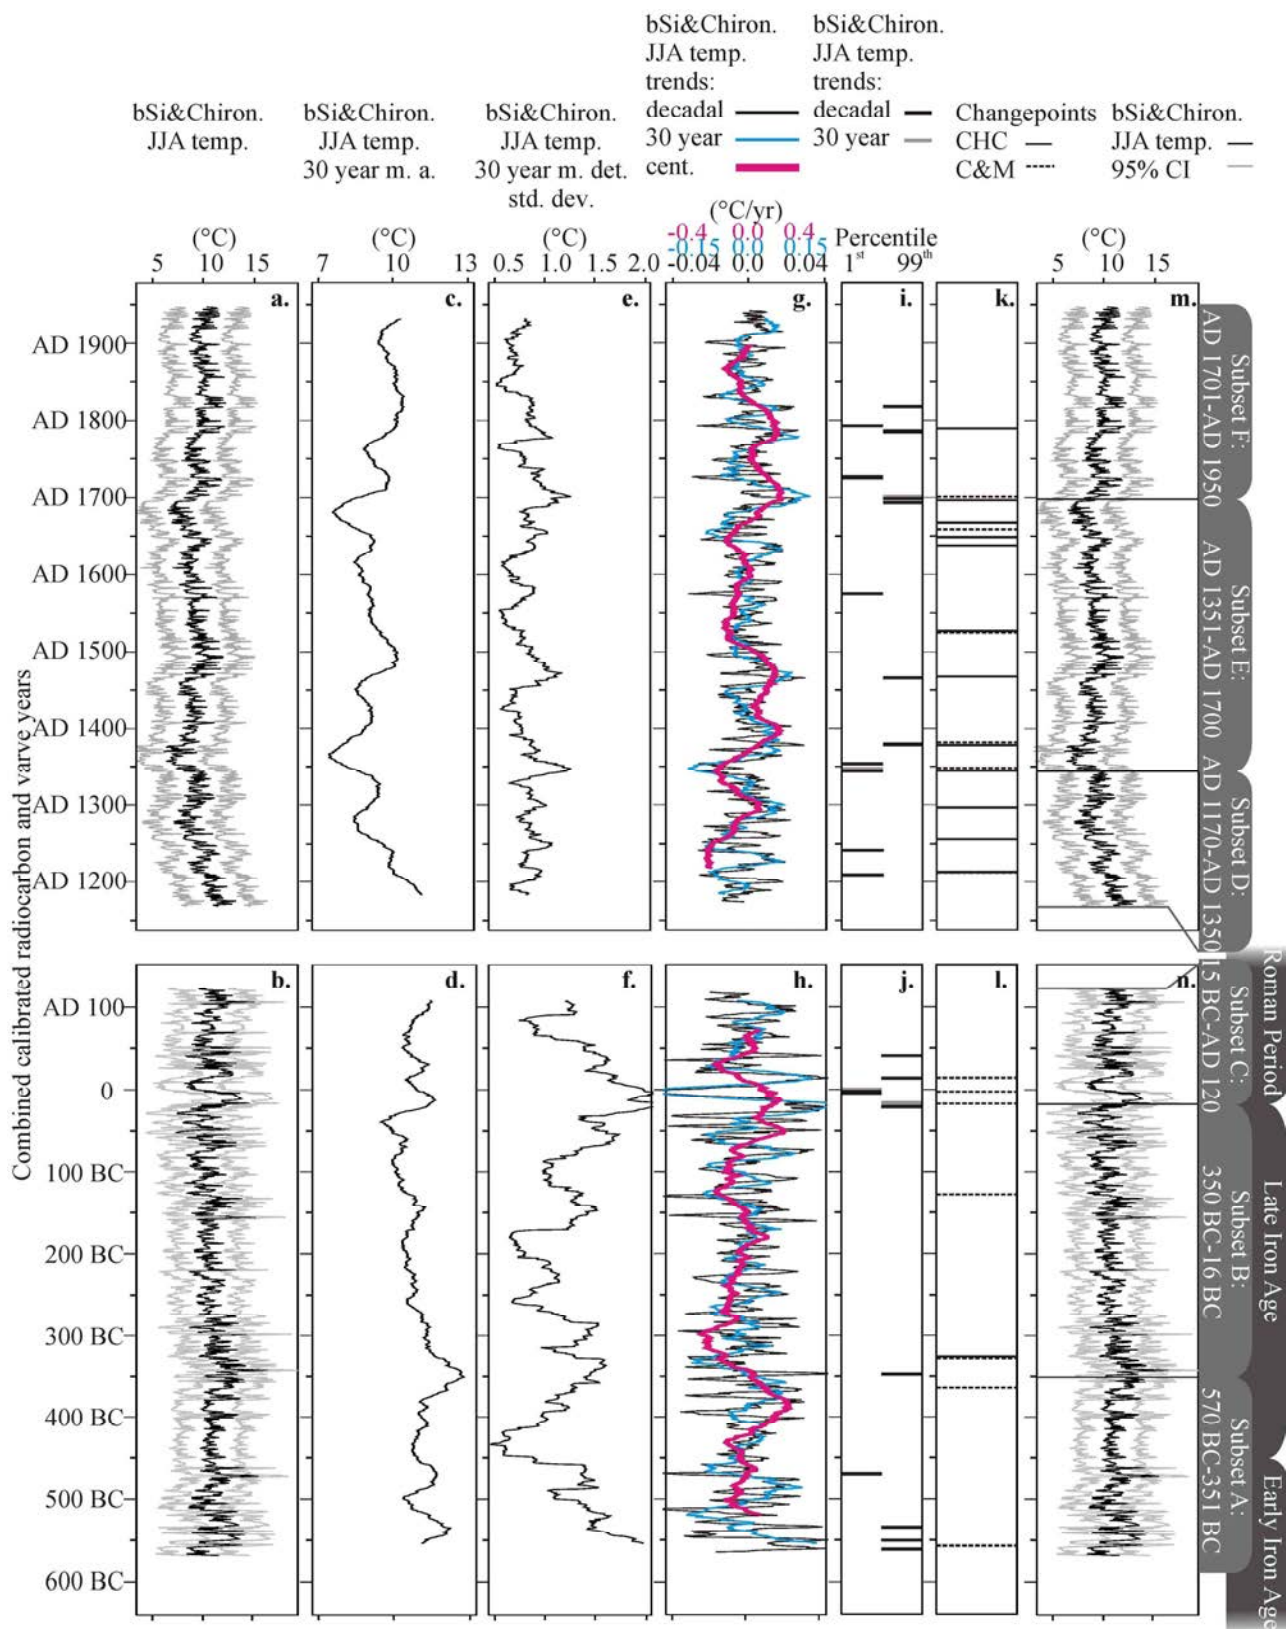 bSi&Chiron.
JJA temp.
bSi&Chiron.
JJA temp.
30 year m. a.
bSi&Chiron.
JJA temp.
30 year m. det.
std. dev.
bSi&Chiron.
JJA temp.
trends:
decadal
30 year
cent.
bSi&Chiron.
JJA temp.
trends:
decadal
30 year
Changepoints
CHC
C&M
bSi&Chiron.
JJA temp.
95% CI
(°C)
5 10 15
(°C)
7 10 13
(°C)
0.5 1.0 1.5 2.0
(°C/yr)
-0.4 0.0 0.4
-0.15 0.0 0.15
-0.04 0.0 0.04
Percentile
1st 99th
(°C)
5 10 15
a. c. e. g. i. k. m.
Combined calibrated radiocarbon and varve years
AD 1900
AD 1800
AD 1700
AD 1600
AD 1500
AD 1400
AD 1300
AD 1200
b. d. f. h. j. l. n.
AD 100
0
100 BC
200 BC
300 BC
400 BC
500 BC
600 BC
Subset F:
AD 1701-AD 1950
Subset E:
AD 1351-AD 1700
Subset D:
AD 1170-AD 1350
Subset C:
15 BC-AD 120
Subset B:
350 BC-16 BC
Subset A:
570 BC-351 BC
Roman Period
Late Iron Age
Early Iron Age